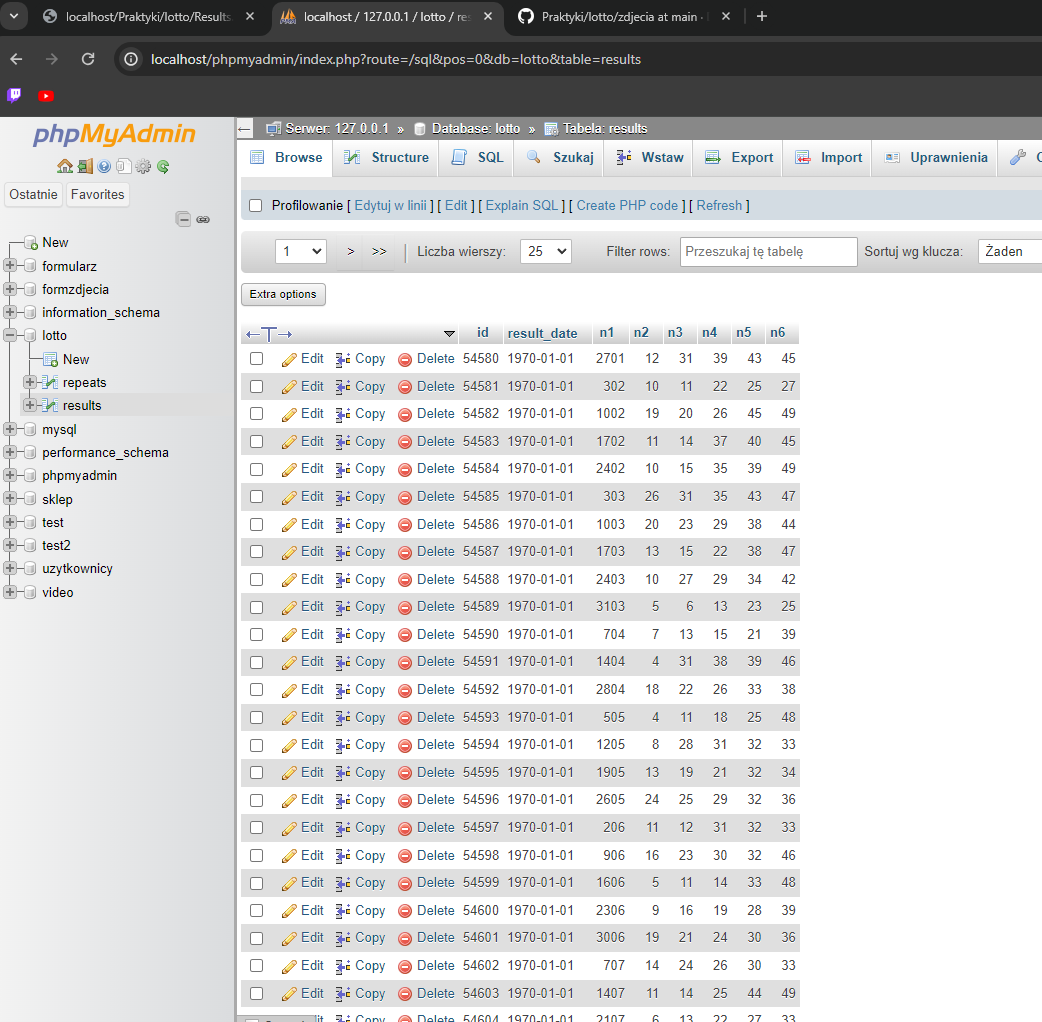 localhost/Praktyki/lotto/Results.
localhost / 127.0.0.1 / lotto / res
Praktyki/lotto/zdjecia at main ·
localhost/phpmyadmin/index.php?route=/sql&pos=0&db=lotto&table=results
phpMyAdmin
Ostatnie Favorites
New
formularz
formzdjecia
information_schema
lotto
New
repeats
results
mysql
performance_schema
phpmyadmin
sklep
test
test2
uzytkownicy
video
Serwer: 127.0.0.1 » Database: lotto » Tabela: results
Browse Structure SQL Szukaj Wstaw Export Import Uprawnienia
Profilowanie [ Edytuj w linii ] [ Edit ] [ Explain SQL ] [ Create PHP code ] [ Refresh ]
1 > >> Liczba wierszy: 25 Filter rows: Przeszukaj tę tabelę Sortuj wg klucza: Żaden
Extra options
←T→ id result_date n1 n2 n3 n4 n5 n6
Edit Copy Delete 54580 1970-01-01 2701 12 31 39 43 45
Edit Copy Delete 54581 1970-01-01 302 10 11 22 25 27
Edit Copy Delete 54582 1970-01-01 1002 19 20 26 45 49
Edit Copy Delete 54583 1970-01-01 1702 11 14 37 40 45
Edit Copy Delete 54584 1970-01-01 2402 10 15 35 39 49
Edit Copy Delete 54585 1970-01-01 303 26 31 35 43 47
Edit Copy Delete 54586 1970-01-01 1003 20 23 29 38 44
Edit Copy Delete 54587 1970-01-01 1703 13 15 22 38 47
Edit Copy Delete 54588 1970-01-01 2403 10 27 29 34 42
Edit Copy Delete 54589 1970-01-01 3103 5 6 13 23 25
Edit Copy Delete 54590 1970-01-01 704 7 13 15 21 39
Edit Copy Delete 54591 1970-01-01 1404 4 31 38 39 46
Edit Copy Delete 54592 1970-01-01 2804 18 22 26 33 38
Edit Copy Delete 54593 1970-01-01 505 4 11 18 25 48
Edit Copy Delete 54594 1970-01-01 1205 8 28 31 32 33
Edit Copy Delete 54595 1970-01-01 1905 13 19 21 32 34
Edit Copy Delete 54596 1970-01-01 2605 24 25 29 32 36
Edit Copy Delete 54597 1970-01-01 206 11 12 31 32 33
Edit Copy Delete 54598 1970-01-01 906 16 23 30 32 46
Edit Copy Delete 54599 1970-01-01 1606 5 11 14 33 48
Edit Copy Delete 54600 1970-01-01 2306 9 16 19 28 39
Edit Copy Delete 54601 1970-01-01 3006 19 21 24 30 36
Edit Copy Delete 54602 1970-01-01 707 14 24 26 30 33
Edit Copy Delete 54603 1970-01-01 1407 11 14 25 44 49
Copy Delete 54604 1970-01-01 2107 6 13 22 27 33